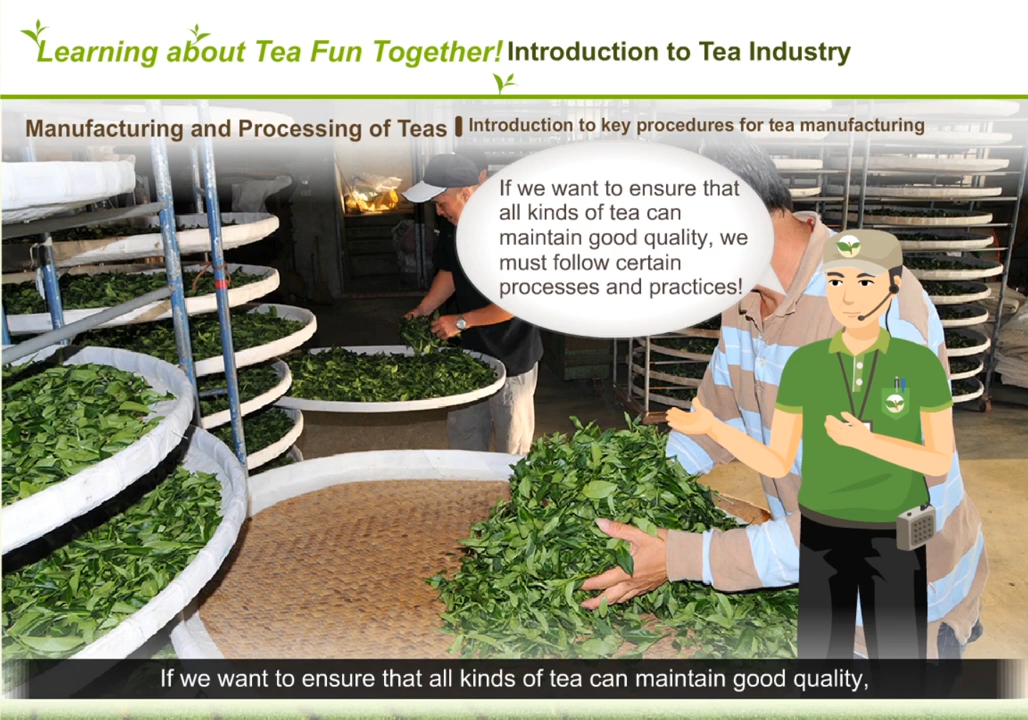 Learning about Tea Fun Together! Introduction to Tea Industry
Manufacturing and Processing of Teas Introduction to key procedures for tea manufacturing
If we want to ensure that
all kinds of tea can
maintain good quality, we
must follow certain
processes and practices!
If we want to ensure that all kinds of tea can maintain good quality,